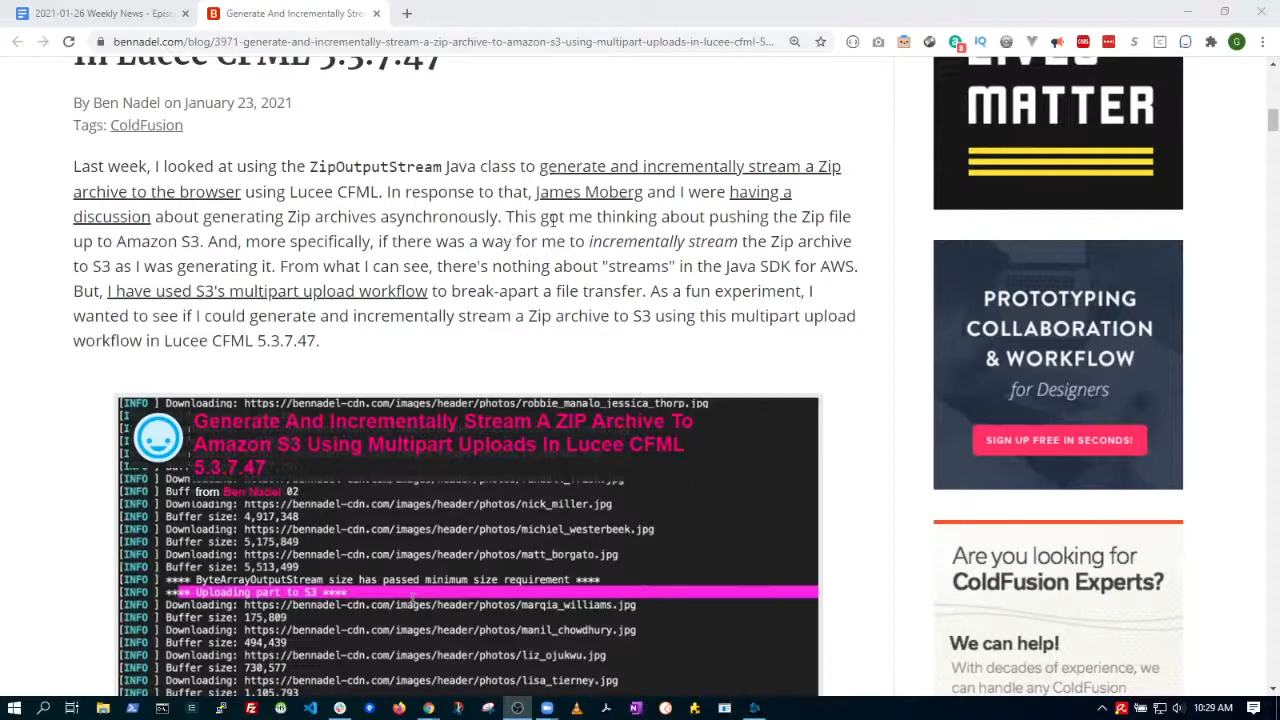 2021-01-26 Weekly News - Epis
Generate And Incrementally Stre
bennadel.com/blog/3971-generate-and-incrementally-stream-a-zip-archive-to-amazon-s3-using-multipart-uploads-in-lucee-cfml-5...
In Lucee CFML 5.3.7.47
By Ben Nadel on January 23, 2021
Tags: ColdFusion
Last week, I looked at using the ZipOutputStream Java class to generate and incrementally stream a Zip
archive to the browser using Lucee CFML. In response to that, James Moberg and I were having a
discussion about generating Zip archives asynchronously. This got me thinking about pushing the Zip file
up to Amazon S3. And, more specifically, if there was a way for me to incrementally stream the Zip archive
to S3 as I was generating it. From what I can see, there's nothing about "streams" in the Java SDK for AWS.
But, I have used S3's multipart upload workflow to break-apart a file transfer. As a fun experiment, I
wanted to see if I could generate and incrementally stream a Zip archive to S3 using this multipart upload
workflow in Lucee CFML 5.3.7.47.
[INFO ] Downloading: https://bennadel-cdn.com/images/header/photos/robbie_manalo_jessica_thorp.jpg
Generate And Incrementally Stream A ZIP Archive To
Amazon S3 Using Multipart Uploads In Lucee CFML
5.3.7.47
from Ben Nadel
[INFO ] Downloading: https://bennadel-cdn.com/images/header/photos/nick_miller.jpg
[INFO ] Buffer size: 4,917,348
[INFO ] Downloading: https://bennadel-cdn.com/images/header/photos/michiel_westerbeek.jpg
[INFO ] Buffer size: 5,175,849
[INFO ] Downloading: https://bennadel-cdn.com/images/header/photos/matt_borgato.jpg
[INFO ] Buffer size: 5,513,499
[INFO ] **** ByteArrayOutputStream size has passed minimum size requirement ****
[INFO ] **** Uploading part to S3 ****
[INFO ] Downloading: https://bennadel-cdn.com/images/header/photos/marqia_williams.jpg
[INFO ] Buffer size: 175,809
[INFO ] Downloading: https://bennadel-cdn.com/images/header/photos/manil_chowdhury.jpg
[INFO ] Buffer size: 494,439
[INFO ] Downloading: https://bennadel-cdn.com/images/header/photos/liz_ojukwu.jpg
[INFO ] Buffer size: 730,577
[INFO ] Downloading: https://bennadel-cdn.com/images/header/photos/lisa_tierney.jpg
[INFO ] Buffer size: 1,105,793
LIVES
MATTER
PROTOTYPING
COLLABORATION
& WORKFLOW
for Designers
SIGN UP FREE IN SECONDS!
Are you looking for
ColdFusion Experts?
We can help!
With decades of experience, we
can handle any ColdFusion
10:29 AM